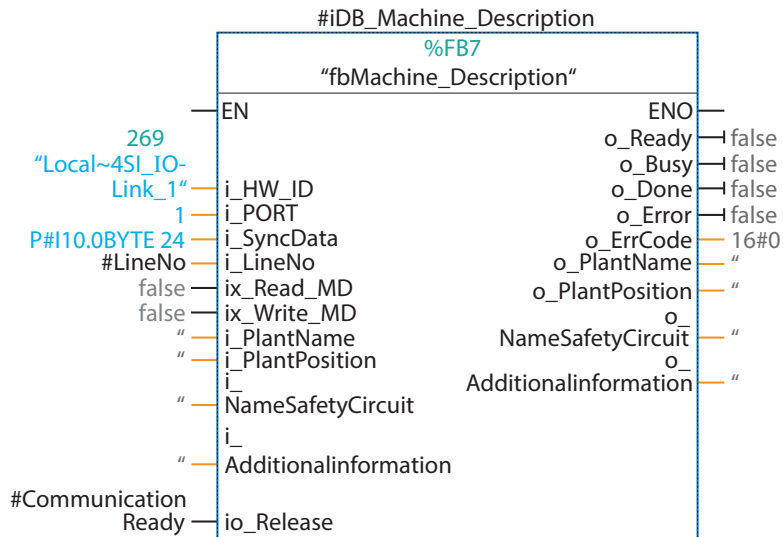 #iDB_Machine_Description
%FB7
“fbMachine_Description“
EN ENO
269 o_Ready false
“Local~4SI_IO- o_Busy false
Link_1“ i_HW_ID o_Done false
1 i_PORT o_Error false
P#I10.0BYTE 24 i_SyncData o_ErrCode 16#0
#LineNo i_LineNo o_PlantName “
false ix_Read_MD o_PlantPosition “
false ix_Write_MD o_
“ i_PlantName NameSafetyCircuit “
“ i_PlantPosition o_
i_ Additionalinformation “
“ NameSafetyCircuit
i_
“ Additionalinformation
#Communication
Ready io_Release